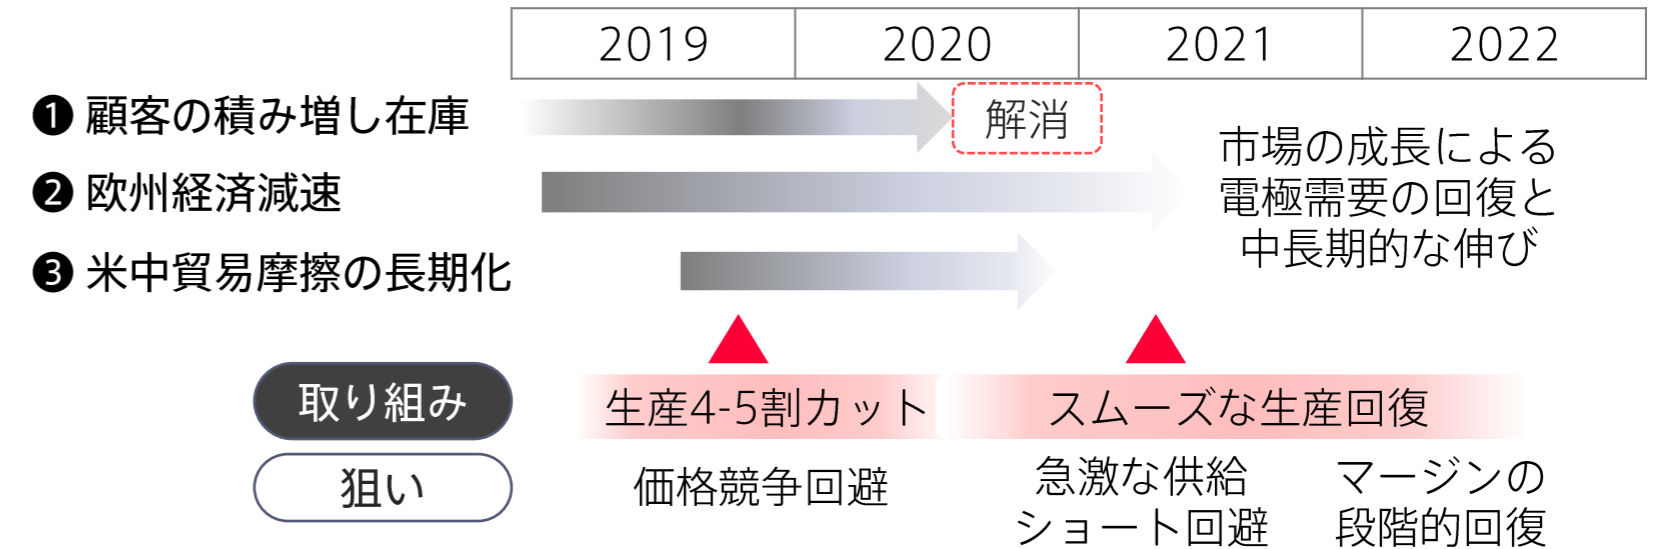 2019 2020 2021 2022
❶ 顧客の積み増し在庫
解消
❷ 欧州経済減速
❸ 米中貿易摩擦の長期化
市場の成長による
電極需要の回復と
中長期的な伸び
取り組み
生産4-5割カット
スムーズな生産回復
狙い
価格競争回避
急激な供給
ショート回避
マージンの
段階的回復